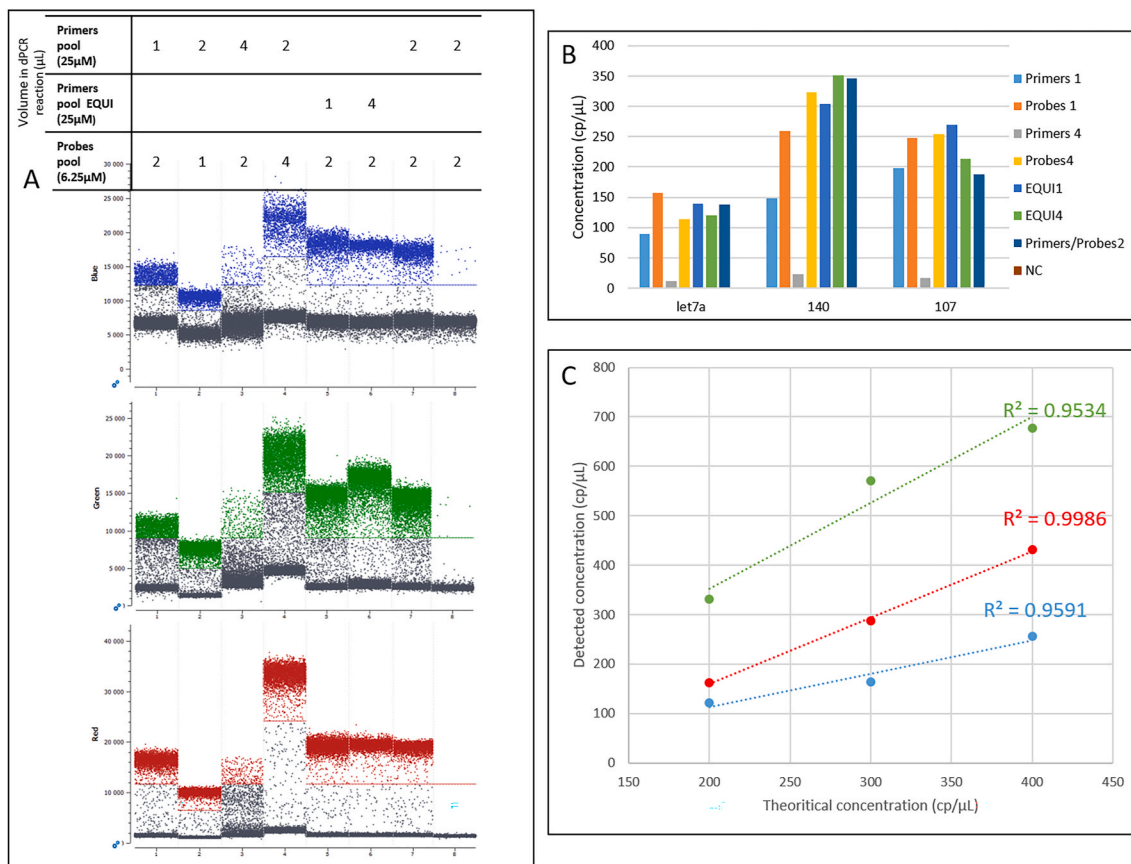 Volume in dPCR
reaction (µL)
Primers
pool
(25µM)
1 2 4 2 2 2
Primers
pool EQUI
(25µM)
1 4
Probes
pool
(6.25µM)
2 1 2 4 2 2 2 2
A
30 000
25 000
20 000
15 000
10 000
5 000
0
Blue
1 2 3 4 5 6 7 8
25 000
20 000
15 000
10 000
5 000
Green
1 2 3 4 5 6 7 8
40 000
30 000
20 000
10 000
Red
1 2 3 4 5 6 7 8
B
Concentration (cp/µL)
400
350
300
250
200
150
100
50
0
let7a 140 107
Primers 1
Probes 1
Primers 4
Probes4
EQUI1
EQUI4
Primers/Probes2
NC
C
Detected concentration (cp/µL)
800
700
600
500
400
300
200
100
0
R² = 0.9534
R² = 0.9986
R² = 0.9591
150 200 250 300 350 400 450
Theoritical concentration (cp/µL)